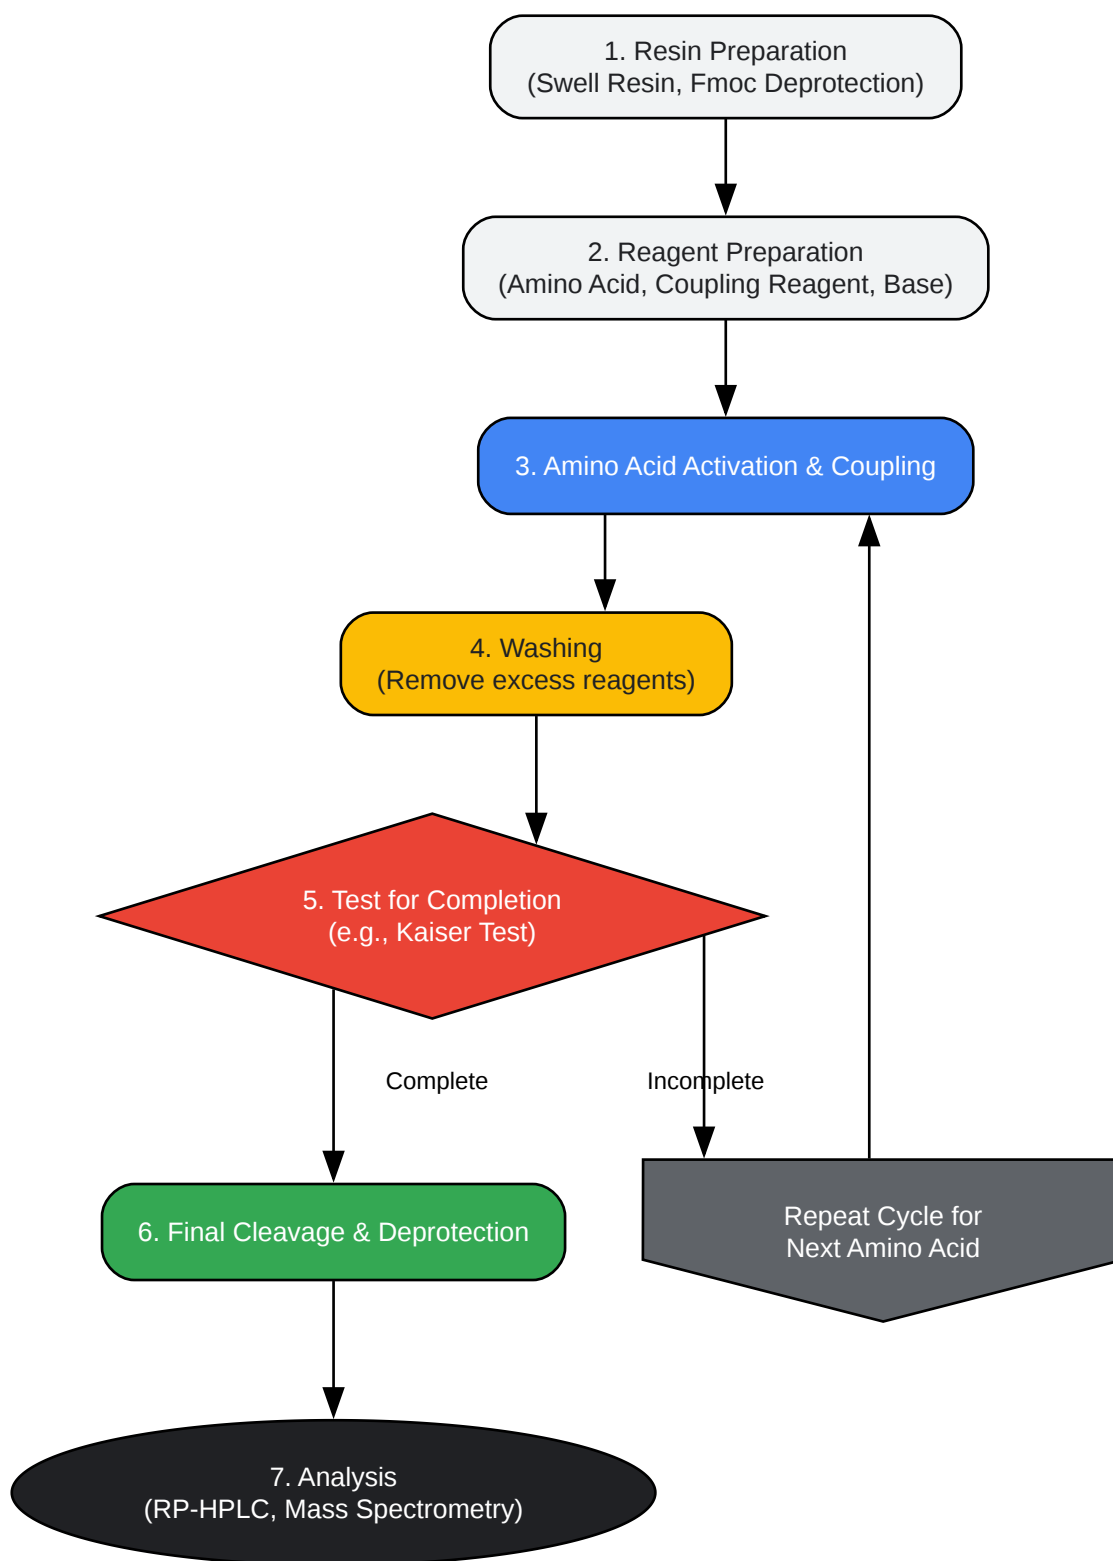 1. Resin Preparation
(Swell Resin, Fmoc Deprotection)
2. Reagent Preparation
(Amino Acid, Coupling Reagent, Base)
3. Amino Acid Activation & Coupling
4. Washing
(Remove excess reagents)
5. Test for Completion
(e.g., Kaiser Test)
Complete
Incomplete
6. Final Cleavage & Deprotection
Repeat Cycle for
Next Amino Acid
7. Analysis
(RP-HPLC, Mass Spectrometry)